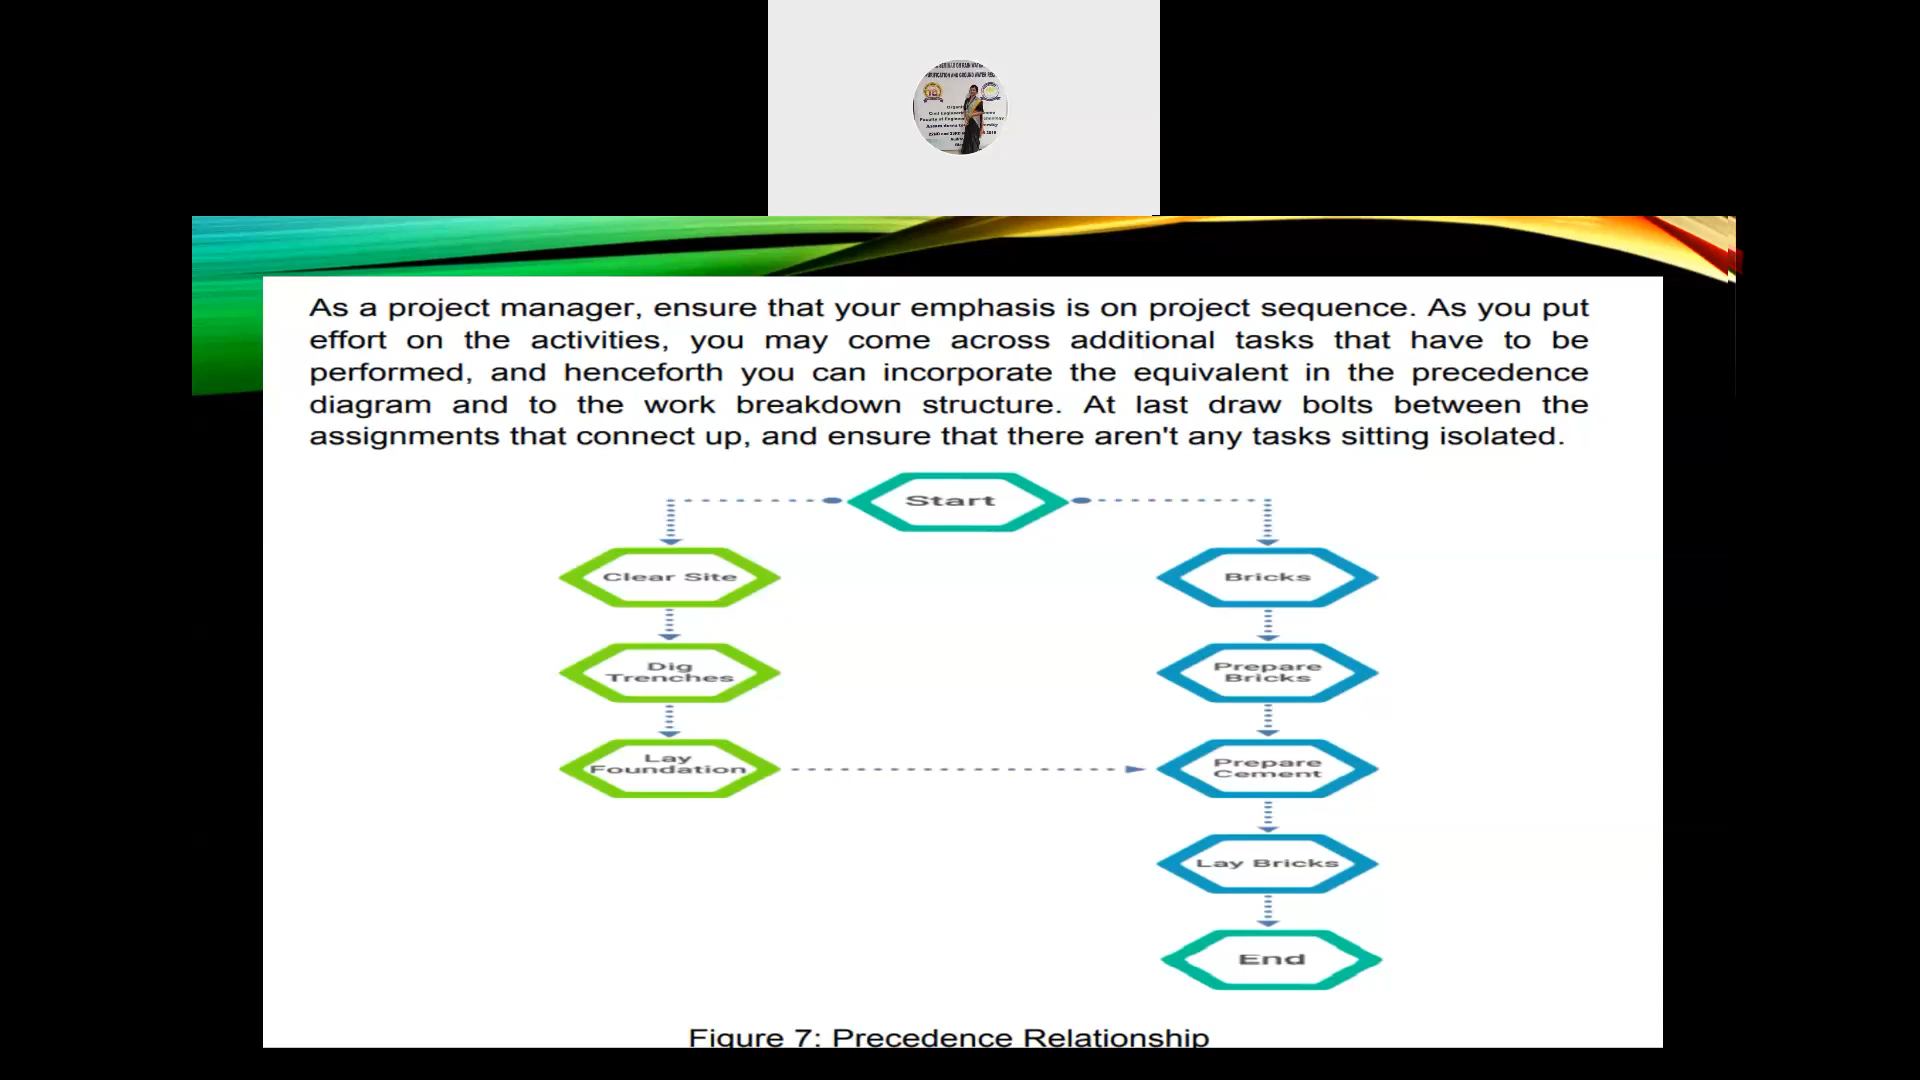 As a project manager, ensure that your emphasis is on project sequence. As you put
effort on the activities, you may come across additional tasks that have to be
performed, and henceforth you can incorporate the equivalent in the precedence
diagram and to the work breakdown structure. At last draw bolts between the
assignments that connect up, and ensure that there aren't any tasks sitting isolated.
Start
Clear Site
Bricks
Dig
Trenches
Prepare
Bricks
Lay
Foundation
Prepare
Cement
Lay Bricks
End
Figure 7: Precedence Relationship